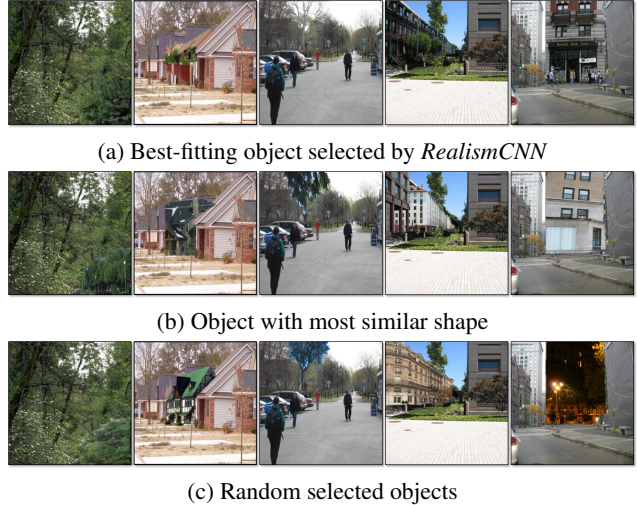 (a) Best-fitting object selected by RealismCNN
(b) Object with most similar shape
(c) Random selected objects